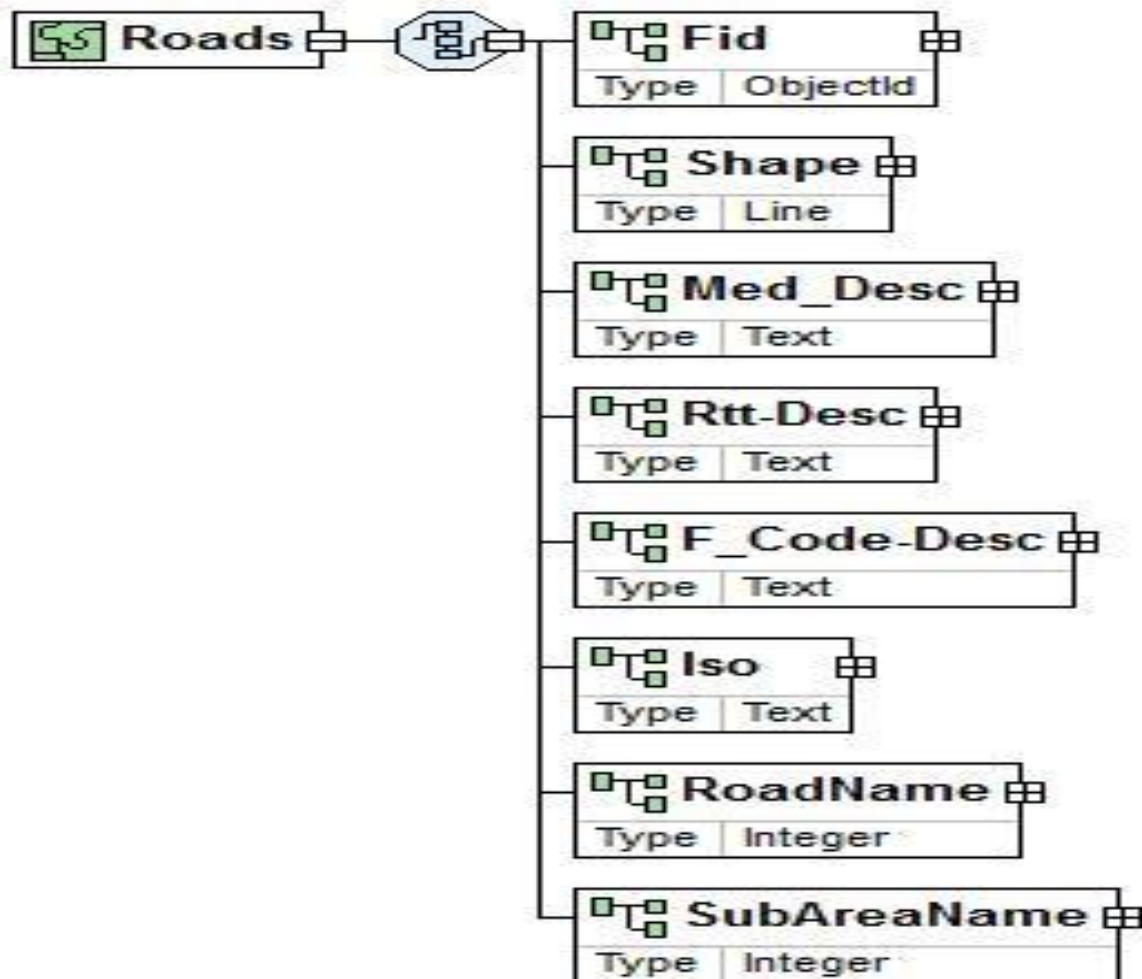 Roads
Fid
Type ObjectId
Shape
Type Line
Med_Desc
Type Text
Rtt-Desc
Type Text
F_Code-Desc
Type Text
Iso
Type Text
RoadName
Type Integer
SubAreaName
Type Integer